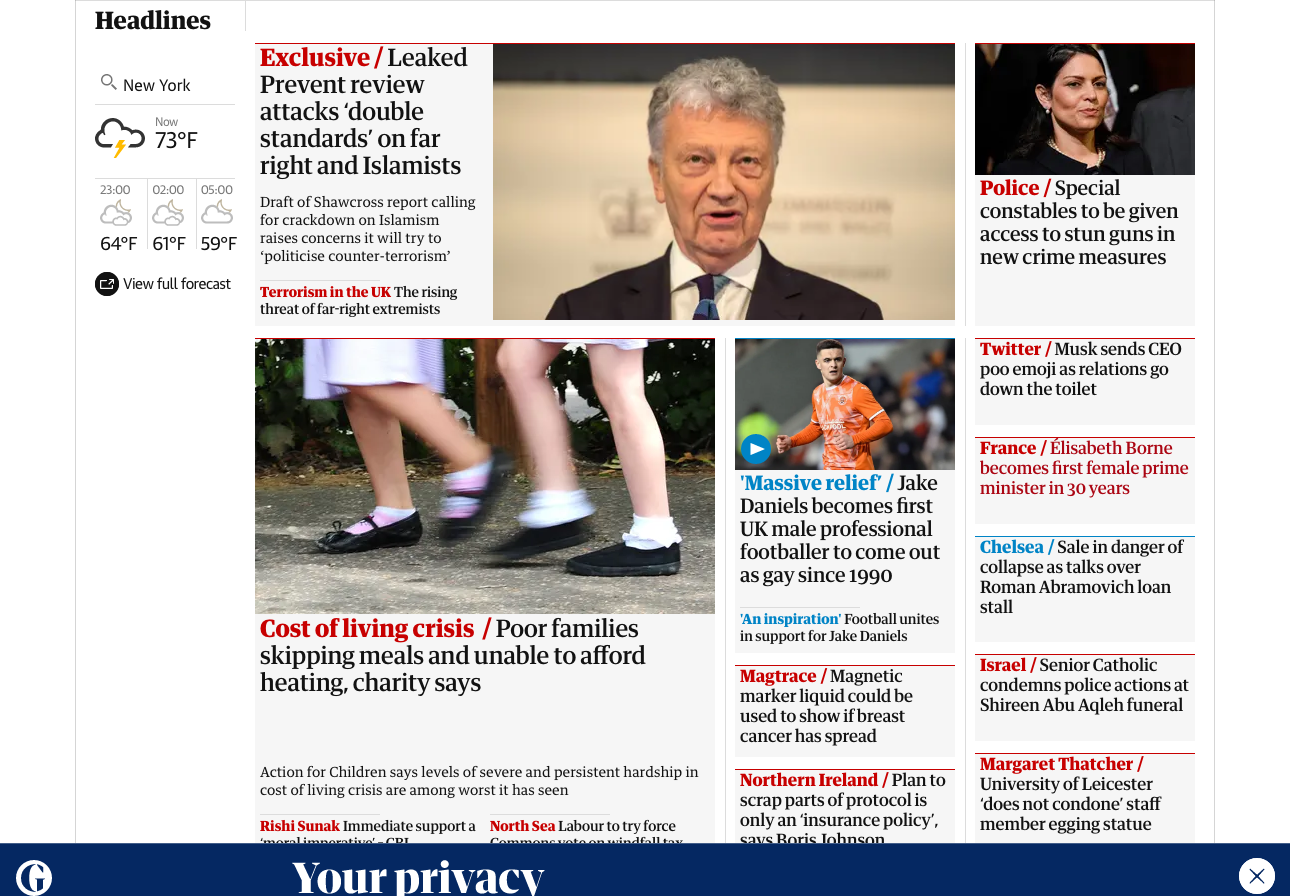 Headlines
New York
Now
73°F
23:00
02:00
05:00
64°F
61°F
59°F
View full forecast
Exclusive / Leaked
Prevent review
attacks ‘double
standards’ on far
right and Islamists
Draft of Shawcross report calling
for crackdown on Islamism
raises concerns it will try to
‘politicise counter-terrorism’
Terrorism in the UK The rising
threat of far-right extremists
Police / Special
constables to be given
access to stun guns in
new crime measures
Cost of living crisis / Poor families
skipping meals and unable to afford
heating, charity says
Action for Children says levels of severe and persistent hardship in
cost of living crisis are among worst it has seen
Rishi Sunak Immediate support a
‘moral imperative’ – CBI
North Sea Labour to try force
Commons vote on windfall tax
'Massive relief’ / Jake
Daniels becomes first
UK male professional
footballer to come out
as gay since 1990
'An inspiration' Football unites
in support for Jake Daniels
Magtrace / Magnetic
marker liquid could be
used to show if breast
cancer has spread
Northern Ireland / Plan to
scrap parts of protocol is
only an ‘insurance policy’,
says Boris Johnson
Twitter / Musk sends CEO
poo emoji as relations go
down the toilet
France / Élisabeth Borne
becomes first female prime
minister in 30 years
Chelsea / Sale in danger of
collapse as talks over
Roman Abramovich loan
stall
Israel / Senior Catholic
condemns police actions at
Shireen Abu Aqleh funeral
Margaret Thatcher /
University of Leicester
‘does not condone’ staff
member egging statue
Your privacy